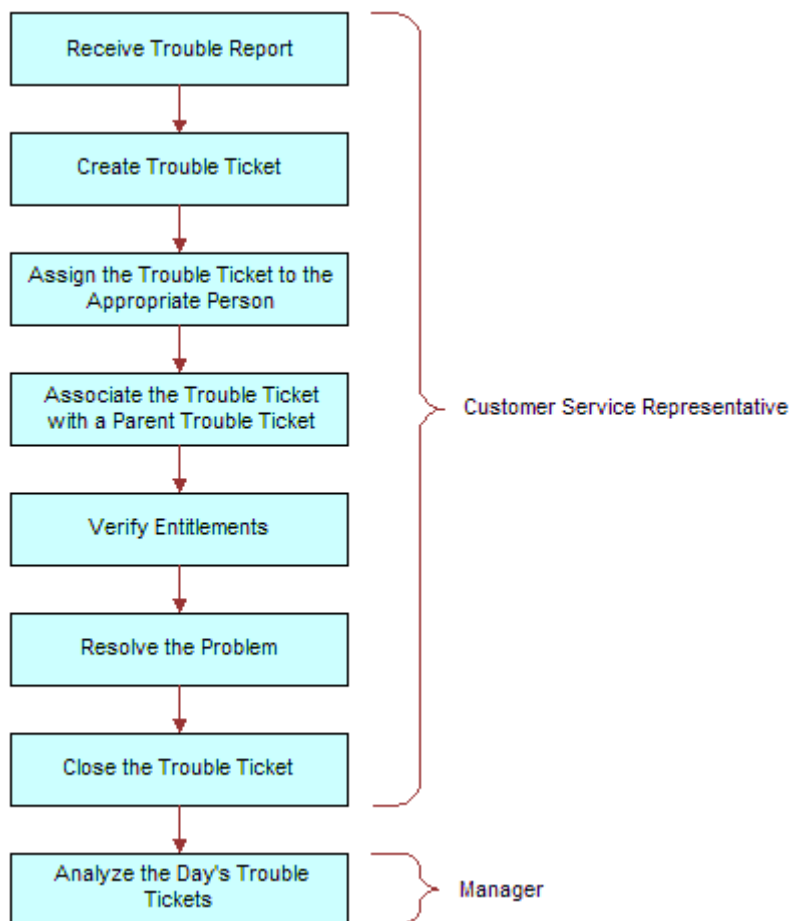 Receive Trouble Report
Create Trouble Ticket
Assign the Trouble Ticket to the
Appropriate Person
Associate the Trouble Ticket
with a Parent Trouble Ticket
Customer Service Representative
Verify Entitlements
Resolve the Problem
Close the Trouble Ticket
Analyze the Day's Trouble
Tickets
Manager